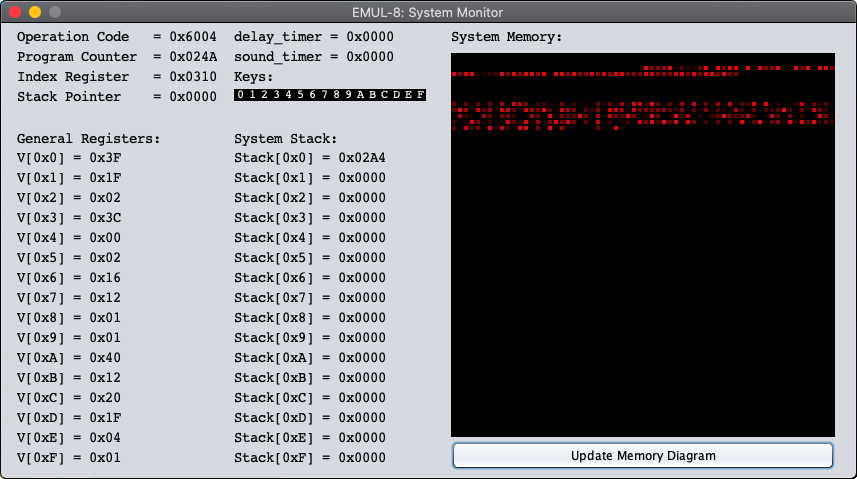 EMUL-8: System Monitor
Operation Code = 0x6004 delay_timer = 0x0000
Program Counter = 0x024A sound_timer = 0x0000
Index Register = 0x0310 Keys:
Stack Pointer = 0x0000 0 1 2 3 4 5 6 7 8 9 A B C D E F
System Memory:
General Registers: System Stack:
V[0x0] = 0x3F Stack[0x0] = 0x02A4
V[0x1] = 0x1F Stack[0x1] = 0x0000
V[0x2] = 0x02 Stack[0x2] = 0x0000
V[0x3] = 0x3C Stack[0x3] = 0x0000
V[0x4] = 0x00 Stack[0x4] = 0x0000
V[0x5] = 0x02 Stack[0x5] = 0x0000
V[0x6] = 0x16 Stack[0x6] = 0x0000
V[0x7] = 0x12 Stack[0x7] = 0x0000
V[0x8] = 0x01 Stack[0x8] = 0x0000
V[0x9] = 0x01 Stack[0x9] = 0x0000
V[0xA] = 0x40 Stack[0xA] = 0x0000
V[0xB] = 0x12 Stack[0xB] = 0x0000
V[0xC] = 0x20 Stack[0xC] = 0x0000
V[0xD] = 0x1F Stack[0xD] = 0x0000
V[0xE] = 0x04 Stack[0xE] = 0x0000
V[0xF] = 0x01 Stack[0xF] = 0x0000
Update Memory Diagram